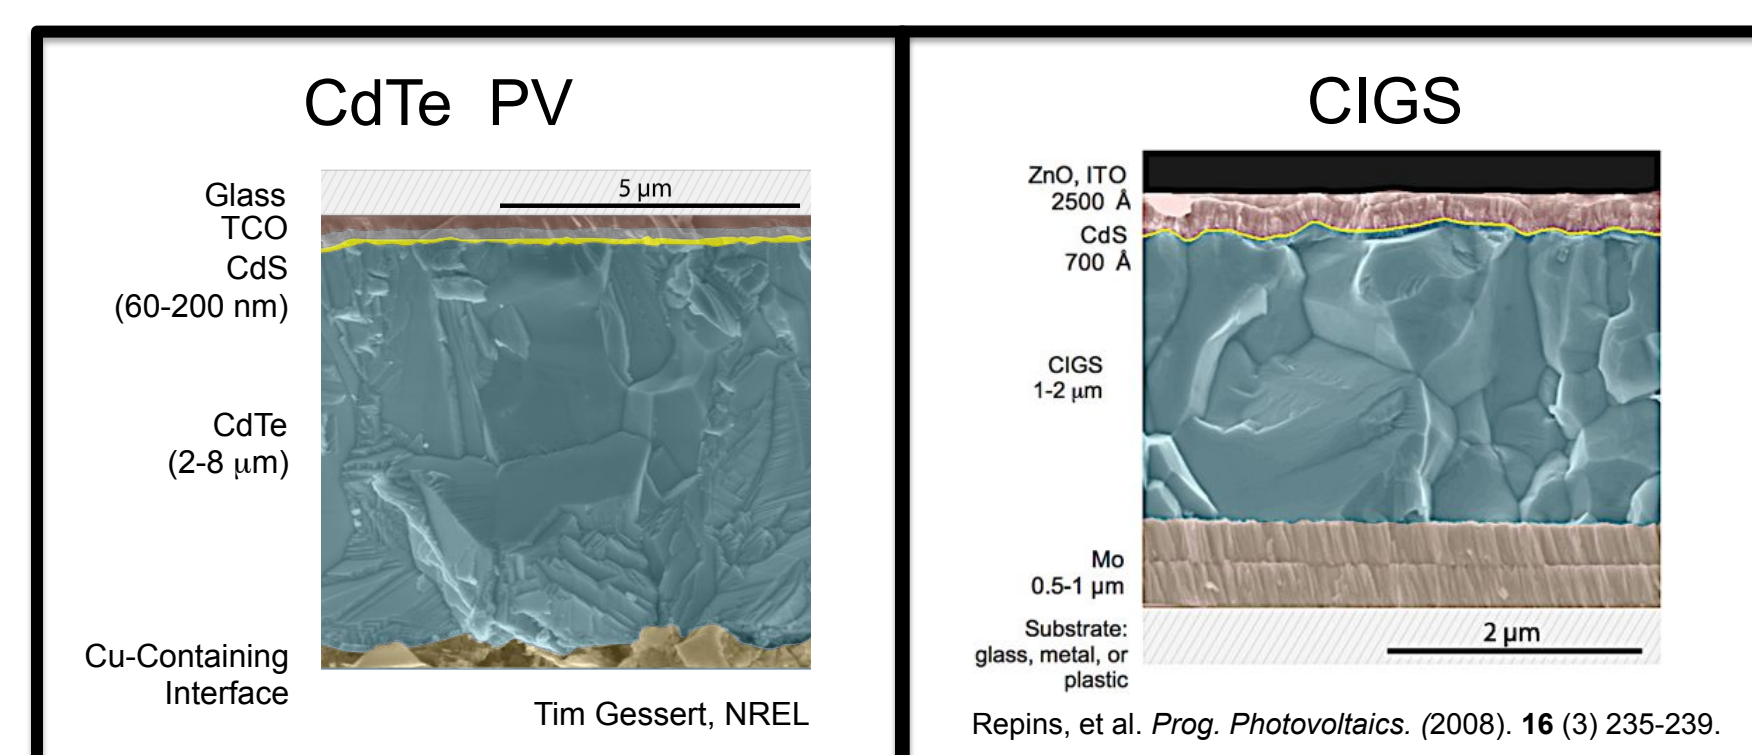 CdTe PV
Glass
5 µm
TCO
CdS
(60-200 nm)
CdTe
(2-8 µm)
Cu-Containing
Interface
Tim Gessert, NREL
CIGS
ZnO, ITO
2500 Å
CdS
700 Å
CIGS
1-2 µm
Mo
0.5-1 µm
Substrate:
glass, metal, or
plastic
2 µm
Repins, et al. Prog. Photovoltaics. (2008). 16 (3) 235-239.